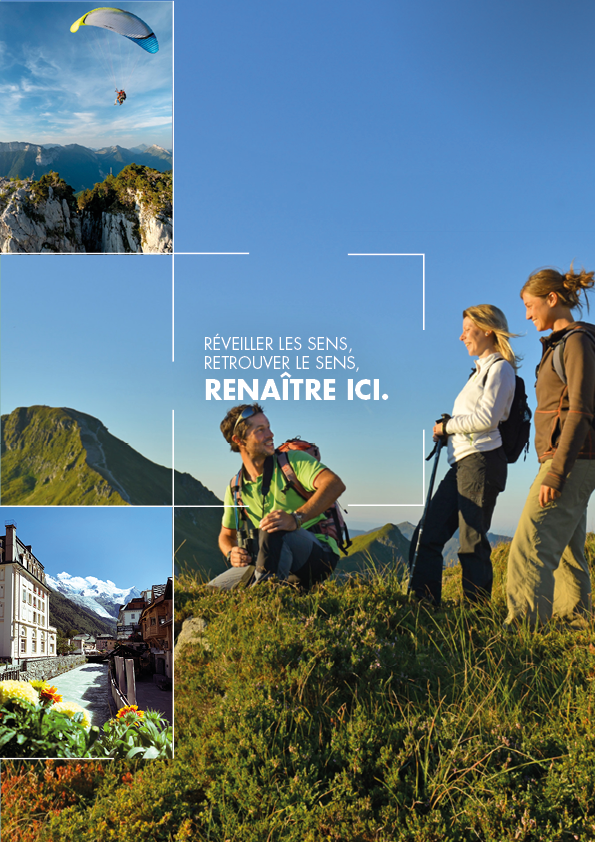 RÉVEILLER LES SENS,
RETROUVER LE SENS,
RENAÎTRE ICI.